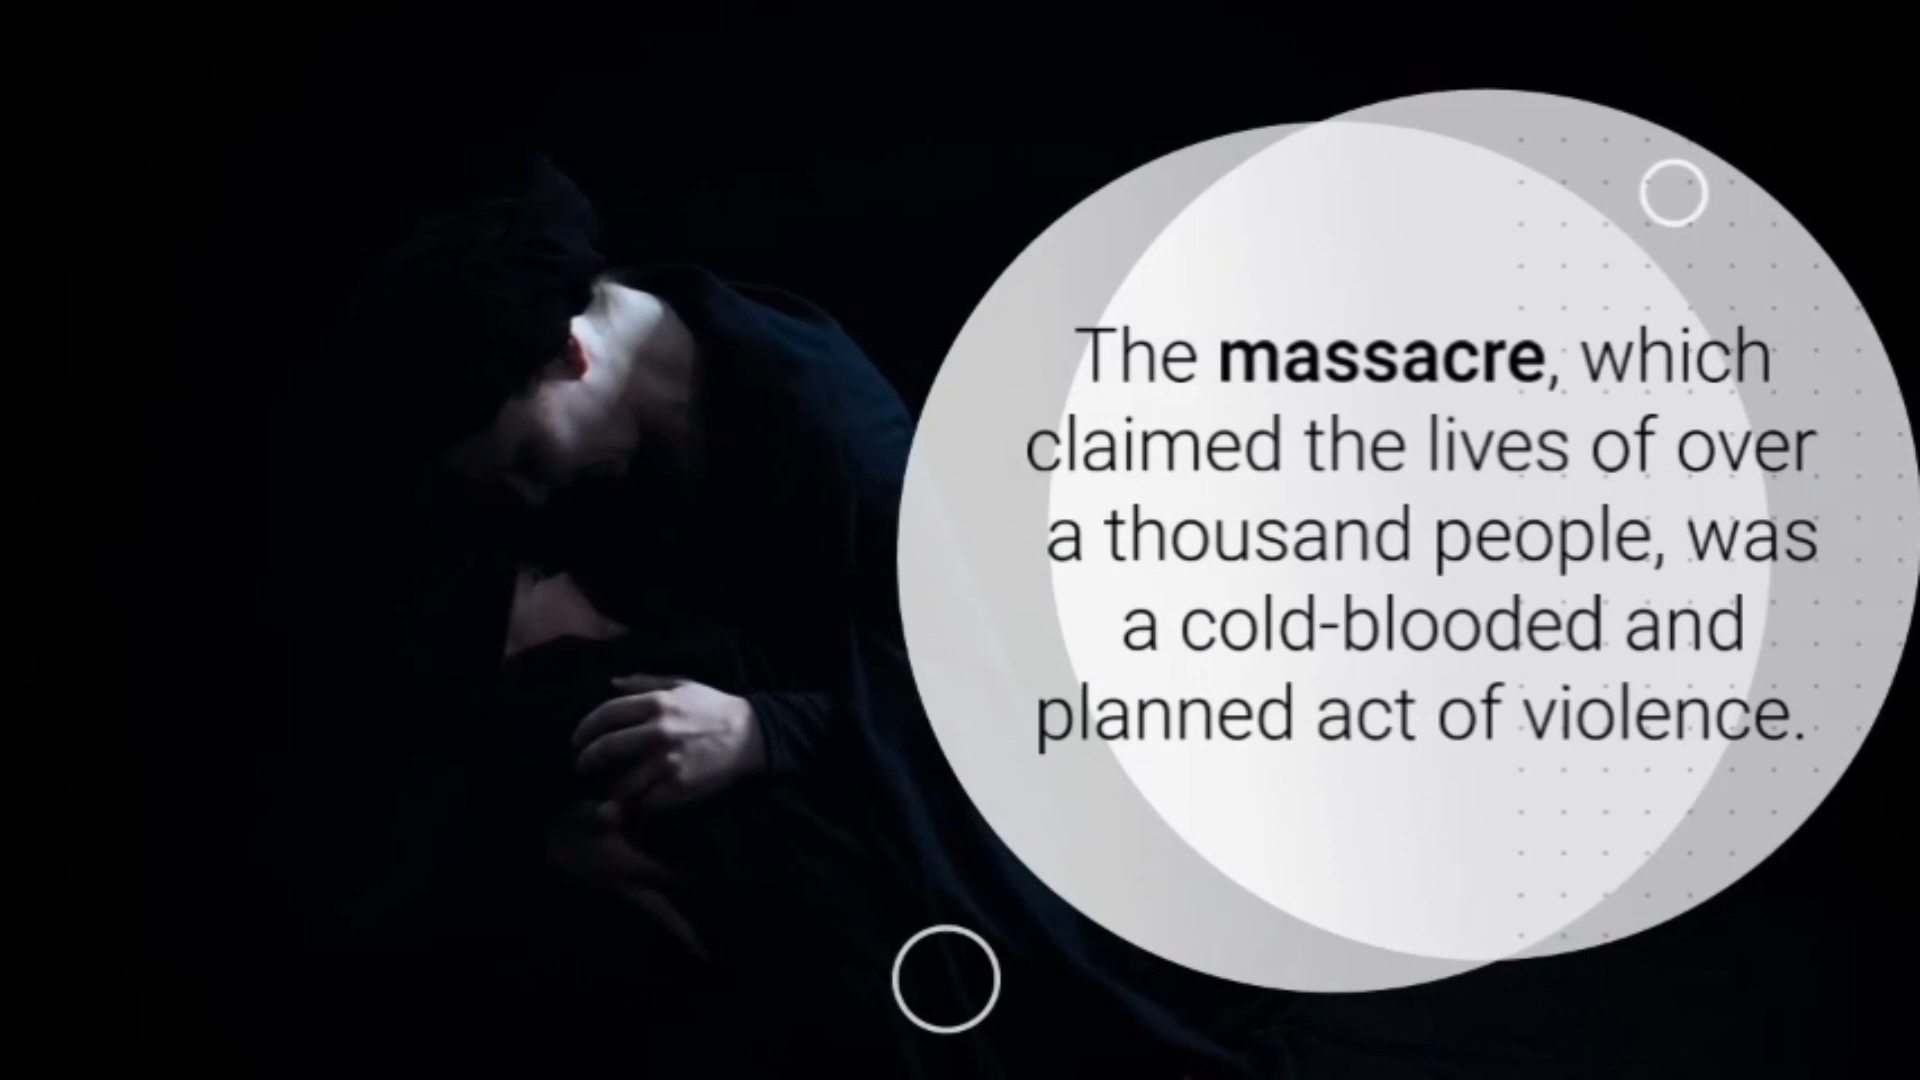 The massacre, which
claimed the lives of over
a thousand people, was
a cold-blooded and
planned act of violence.